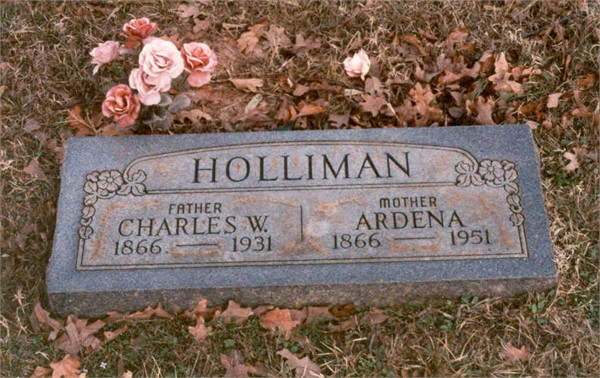 HOLLIMAN
FATHER MOTHER
CHARLES W. ARDENA
1866 — 1931 1866 — 1951